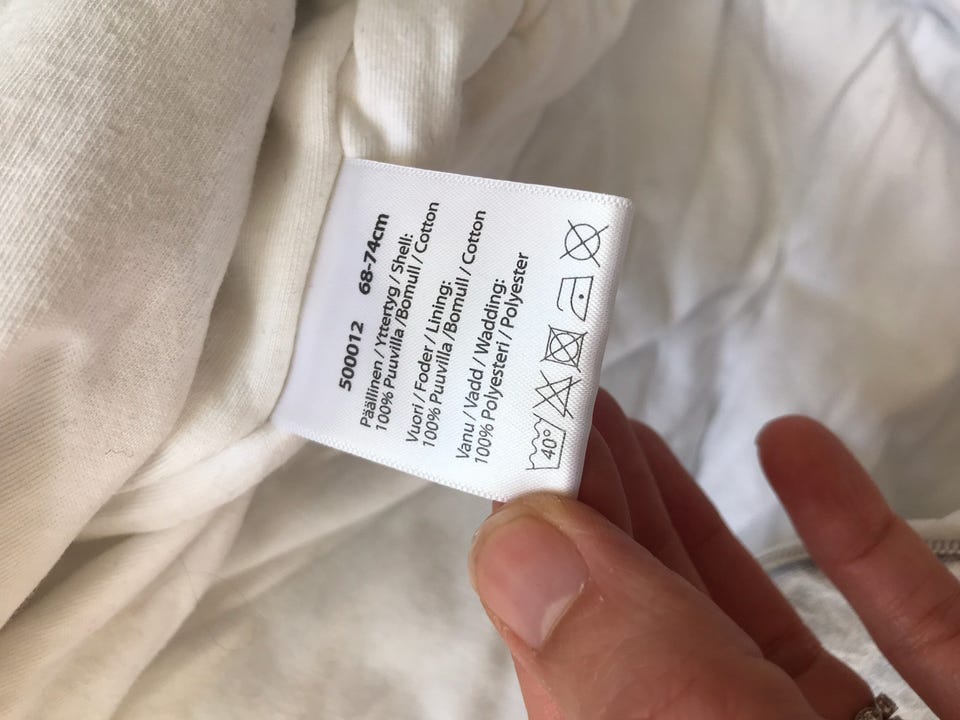 500012 68-74cm
Päällinen / Yttertyg / Shell:
100% Puuvilla /Bomull / Cotton
Vuori / Foder / Lining:
100% Puuvilla /Bomull / Cotton
Vanu / Vadd / Wadding:
100% Polyesteri / Polyester
40°